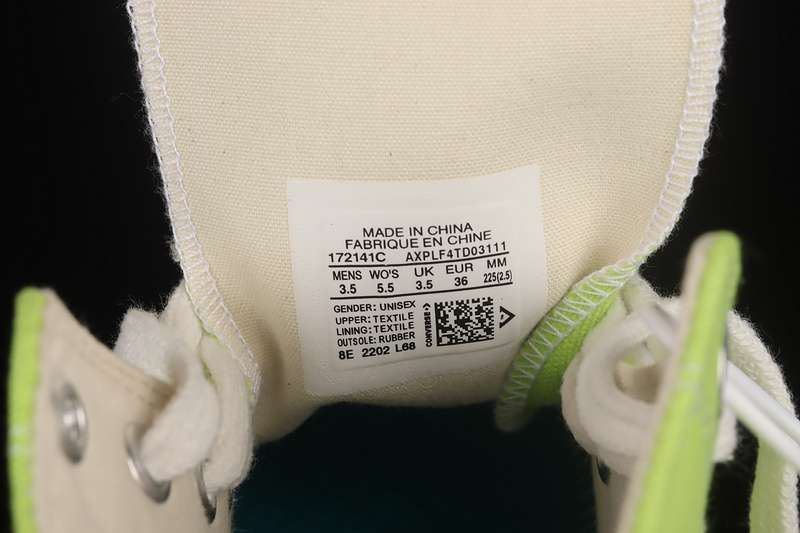 MADE IN CHINA
FABRIQUE EN CHINE
172141C AXPLF4TD03111
MENS WO'S UK EUR MM
3.5 5.5 3.5 36 225(2.5)
GENDER: UNISEX
UPPER: TEXTILE
LINING: TEXTILE
OUTSOLE: RUBBER
8E 2202 L68
CONVERSE